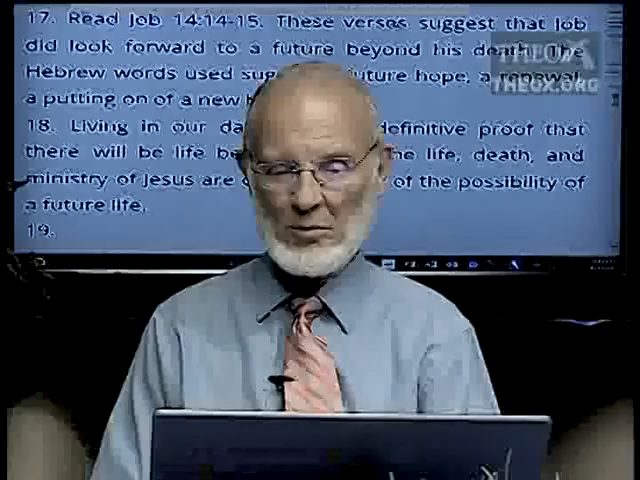 17. Read Job 14:14-15. These verses suggest that Job
did look forward to a future beyond his death. The
Hebrew words used future hope, a renewal,
a putting on of a new
18. Living in our definitive proof that
there will be life life, death, and
ministry of Jesus are of the possibility of
a future life.
19.
THEOX
THEOX.ORG